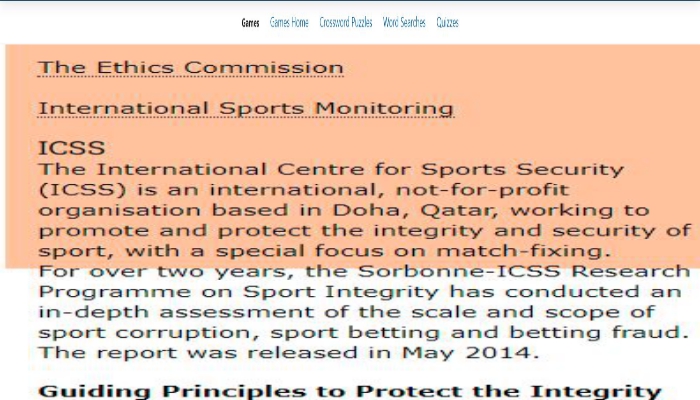 Games Games Home Crossword Puzzles Word Searches Quizzes
The Ethics Commission
International Sports Monitoring
ICSS
The International Centre for Sports Security
(ICSS) is an international, not-for-profit
organisation based in Doha, Qatar, working to
promote and protect the integrity and security of
sport, with a special focus on match-fixing.
For over two years, the Sorbonne-ICSS Research
Programme on Sport Integrity has conducted an
in-depth assessment of the scale and scope of
sport corruption, sport betting and betting fraud.
The report was released in May 2014.
Guiding Principles to Protect the Integrity